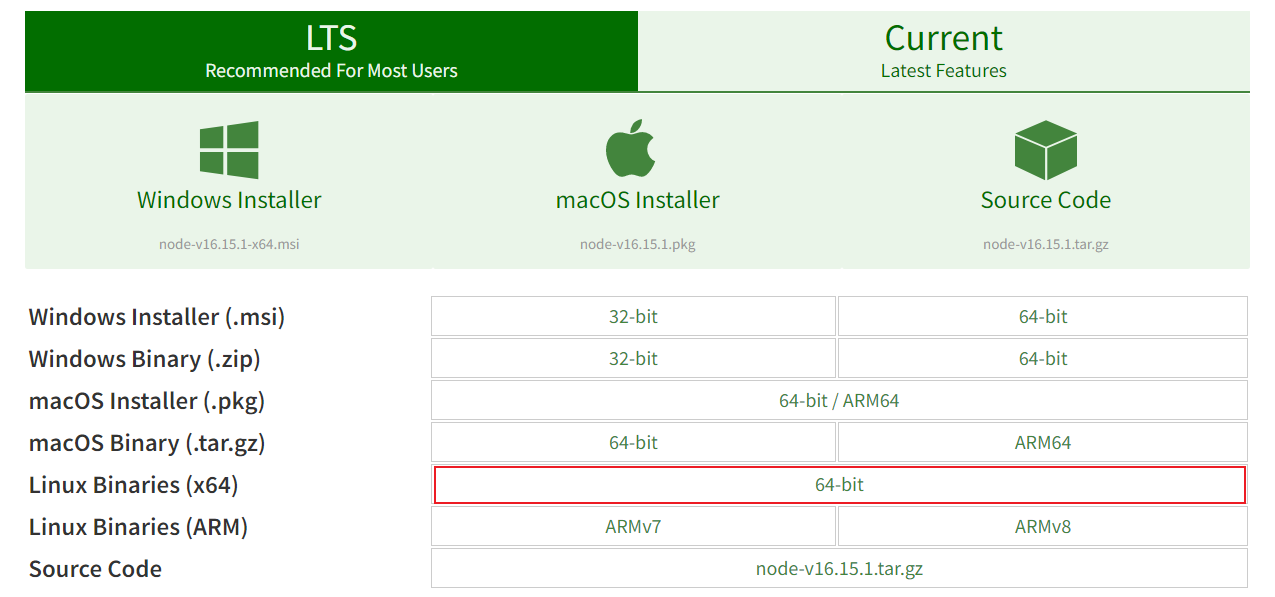 LTS
Recommended For Most Users
Current
Latest Features
Windows Installer
macOS Installer
Source Code
node-v16.15.1-x64.msi
node-v16.15.1.pkg
node-v16.15.1.tar.gz
Windows Installer (.msi)
32-bit
64-bit
Windows Binary (.zip)
32-bit
64-bit
macOS Installer (.pkg)
64-bit / ARM64
macOS Binary (.tar.gz)
64-bit
ARM64
Linux Binaries (x64)
64-bit
Linux Binaries (ARM)
ARMv7
ARMv8
Source Code
node-v16.15.1.tar.gz